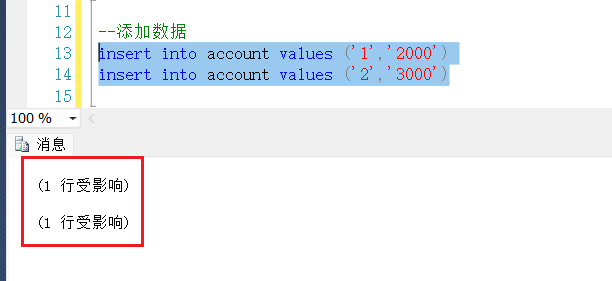 11
12 --添加数据
13 insert into account values ('1','2000')
14 insert into account values ('2','3000')
15
100 %
消息
(1 行受影响)
(1 行受影响)